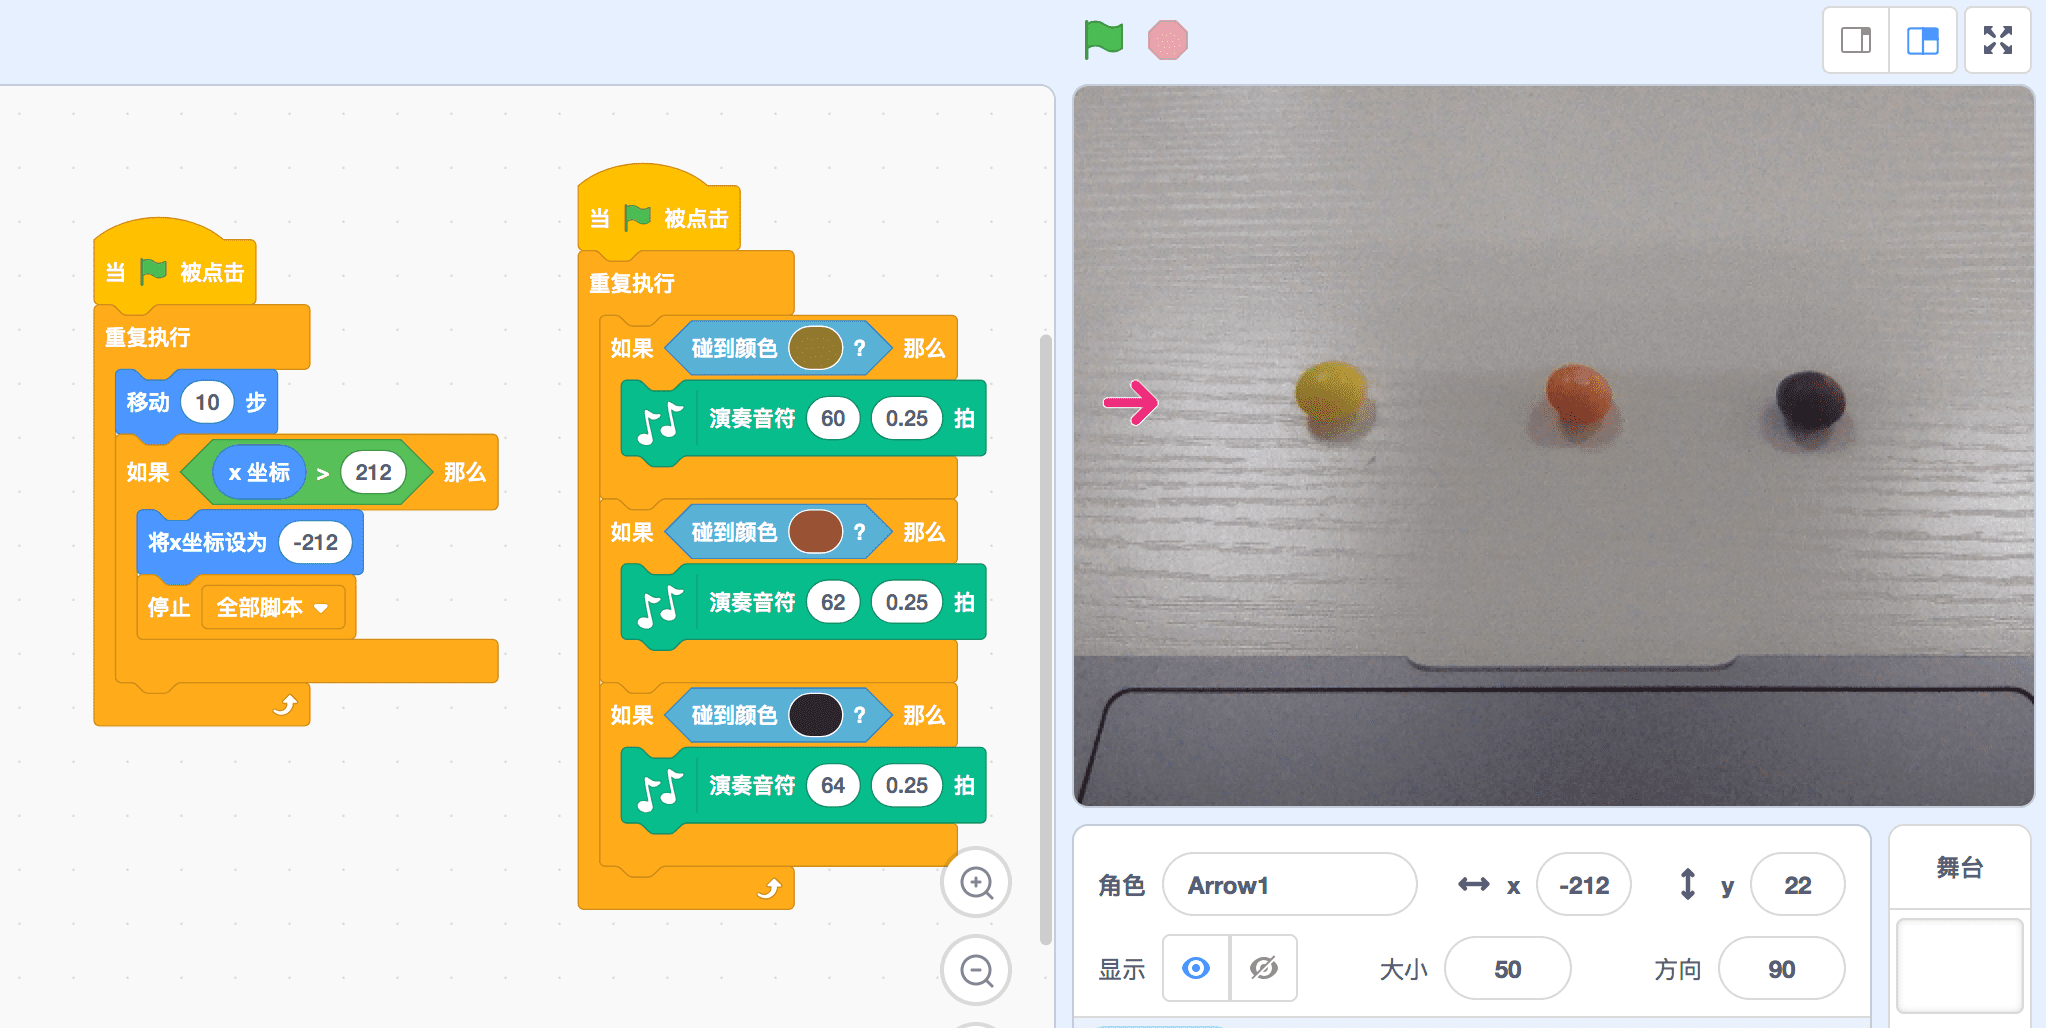 当 被点击
重复执行
移动 10 步
如果 x 坐标 > 212 那么
将x坐标设为 -212
停止 全部脚本
当 被点击
重复执行
如果 碰到颜色 ? 那么
演奏音符 60 0.25 拍
如果 碰到颜色 ? 那么
演奏音符 62 0.25 拍
如果 碰到颜色 ? 那么
演奏音符 64 0.25 拍
角色 Arrow1 x -212 y 22
显示 大小 50 方向 90
舞台